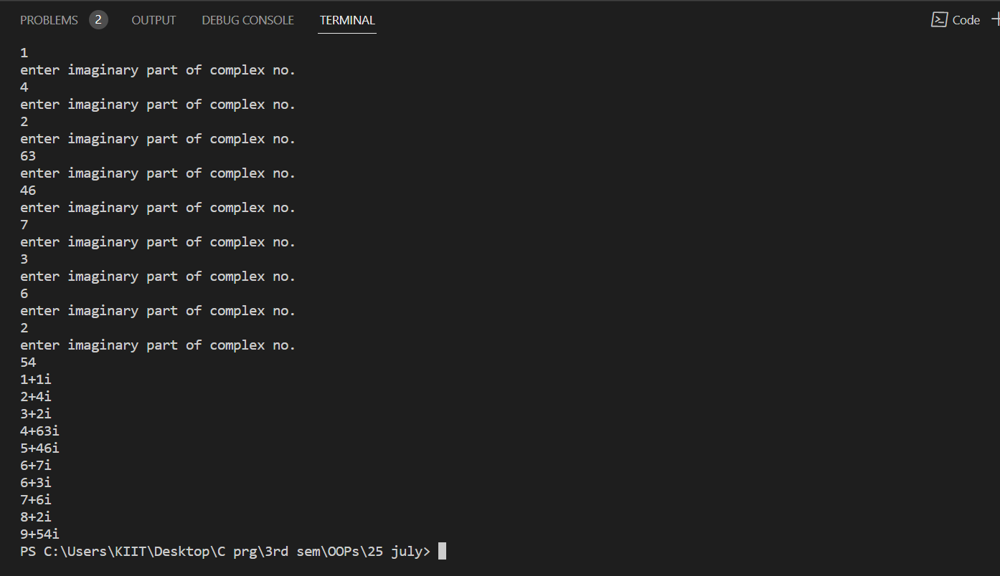 PROBLEMS 2 OUTPUT DEBUG CONSOLE TERMINAL Code
1
enter imaginary part of complex no.
4
enter imaginary part of complex no.
2
enter imaginary part of complex no.
63
enter imaginary part of complex no.
46
enter imaginary part of complex no.
7
enter imaginary part of complex no.
3
enter imaginary part of complex no.
6
enter imaginary part of complex no.
2
enter imaginary part of complex no.
54
1+1i
2+4i
3+2i
4+63i
5+46i
6+7i
6+3i
7+6i
8+2i
9+54i
PS C:\Users\KIIT\Desktop\C prg\3rd sem\OOPs\25 july>